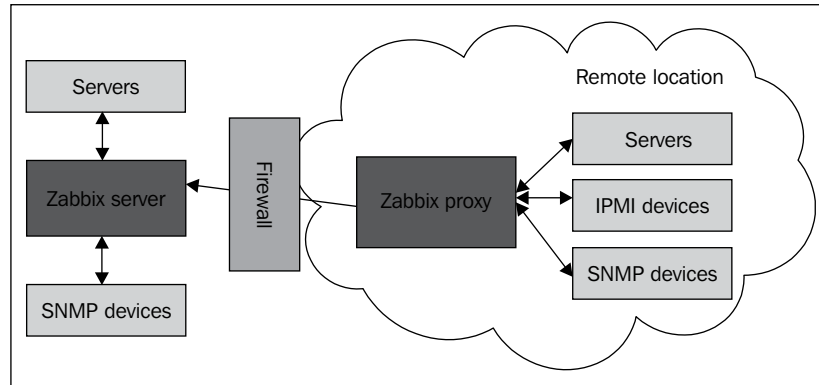 Servers
Zabbix server
SNMP devices
Firewall
Remote location
Zabbix proxy
Servers
IPMI devices
SNMP devices